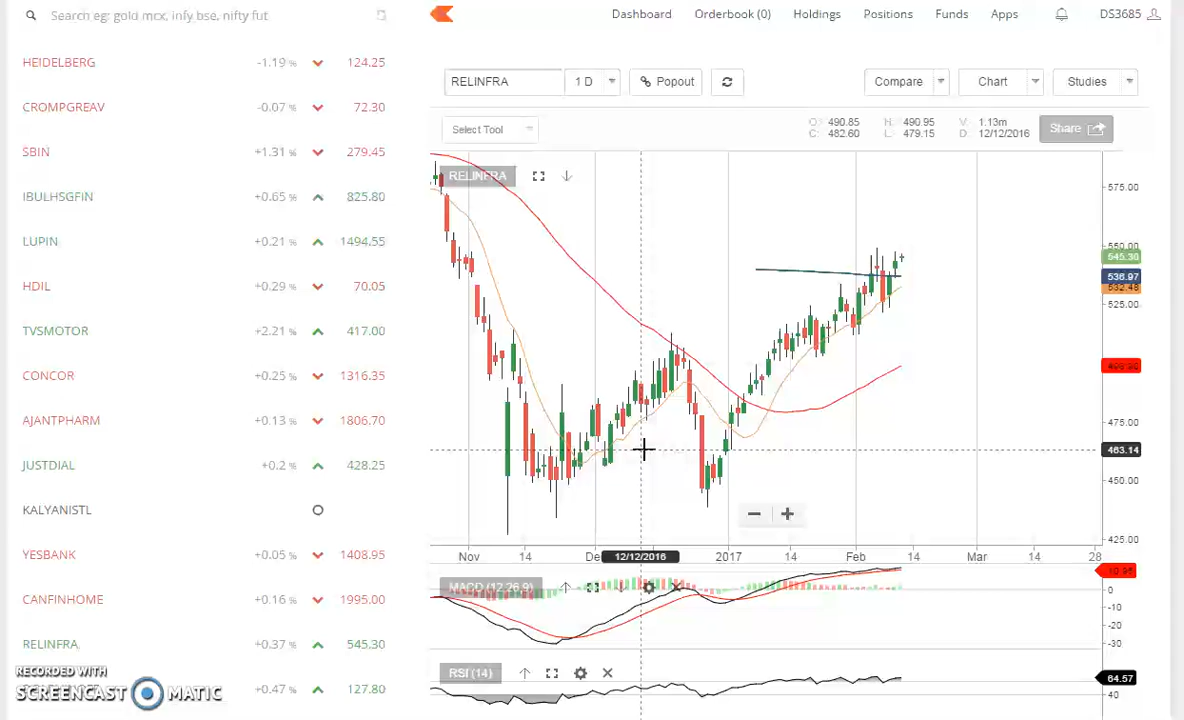 Search eg: gold mcx, infy bse, nifty fut
Dashboard Orderbook (0) Holdings Positions Funds Apps DS3685
HEIDELBERG -1.19 % 124.25
CROMPGREAV -0.07 % 72.30
SBIN +1.31 % 279.45
IBULHSGFIN +0.65 % 825.80
LUPIN +0.21 % 1494.55
HDIL +0.29 % 70.05
TVSMOTOR +2.21 % 417.00
CONCOR +0.25 % 1316.35
AJANTPHARM +0.13 % 1806.70
JUSTDIAL +0.2 % 428.25
KALYANISTL
YESBANK +0.05 % 1408.95
CANFINHOME +0.16 % 1995.00
RELINFRA +0.37 % 545.30
+0.47 % 127.80
RECORDED WITH
SCREENCAST MATIC
RELINFRA 1 D Popout Compare Chart Studies
Select Tool
O: 490.85 H: 490.95 V: 1.13m
C: 482.60 L: 479.15 D: 12/12/2016
Share
RELINFRA
575.00
550.00
545.30
536.97
525.00
475.00
463.14
450.00
425.00
Nov 14 De 12/12/2016 2017 14 Feb 14 Mar 14 28
MACD (12,26,9)
0
-10
-20
-30
RSI (14)
64.57
40